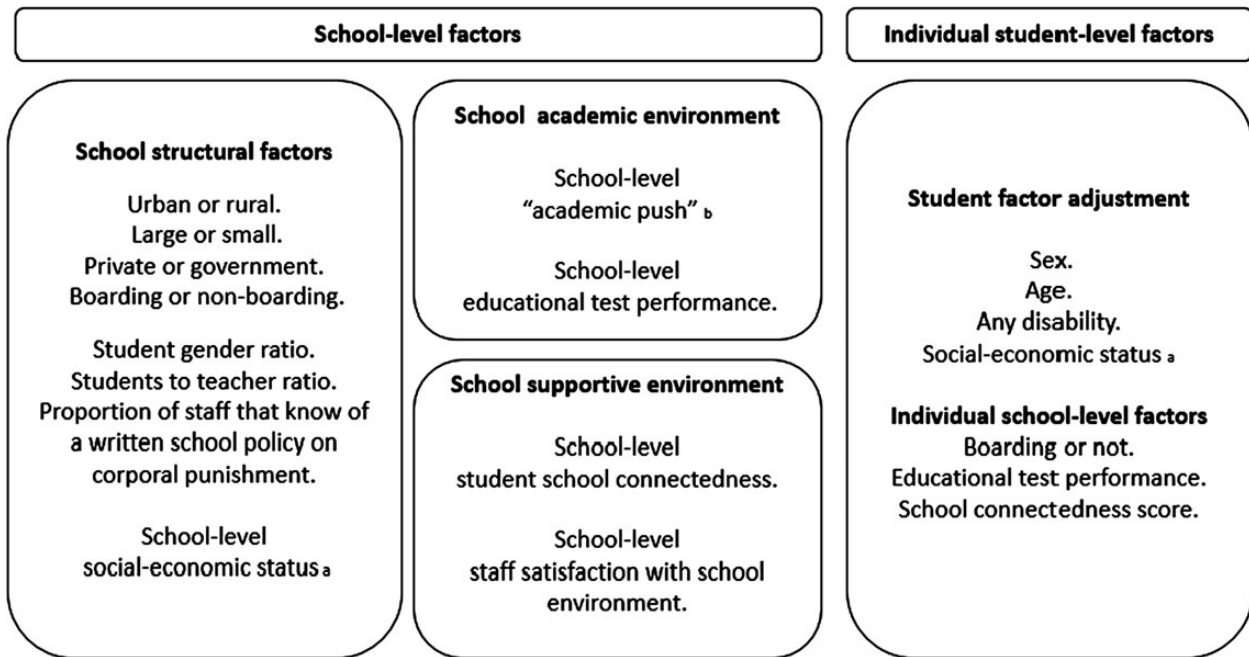 School-level factors
Individual student-level factors
School structural factors
Urban or rural.
Large or small.
Private or government.
Boarding or non-boarding.
Student gender ratio.
Students to teacher ratio.
Proportion of staff that know of
a written school policy on
corporal punishment.
School-level
social-economic status a
School academic environment
School-level
“academic push” b
School-level
educational test performance.
School supportive environment
School-level
student school connectedness.
School-level
staff satisfaction with school
environment.
Student factor adjustment
Sex.
Age.
Any disability.
Social-economic status a
Individual school-level factors
Boarding or not.
Educational test performance.
School connectedness score.